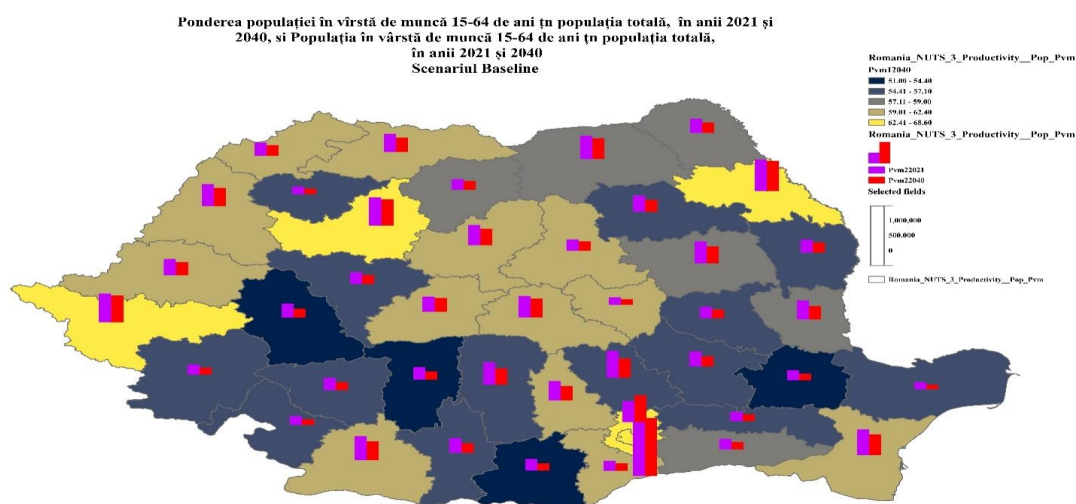 Ponderea populației în vîrstă de muncă 15-64 de ani țn populația totală, în anii 2021 și
2040, si Populația în vârstă de muncă 15-64 de ani țn populația totală,
în anii 2021 și 2040
Scenariul Baseline
Romania_NUTS_3_Productivity__Pop_Pvm
Pvm12040
51.00 - 54.40
54.41 - 57.10
57.11 - 59.00
59.01 - 62.40
62.41 - 68.60
Romania_NUTS_3_Productivity__Pop_Pvm
Pvm22021
Pvm22040
Selected fields
1,000,000
500,000
0
Romania_NUTS_3_Productivity__Pop_Pvm